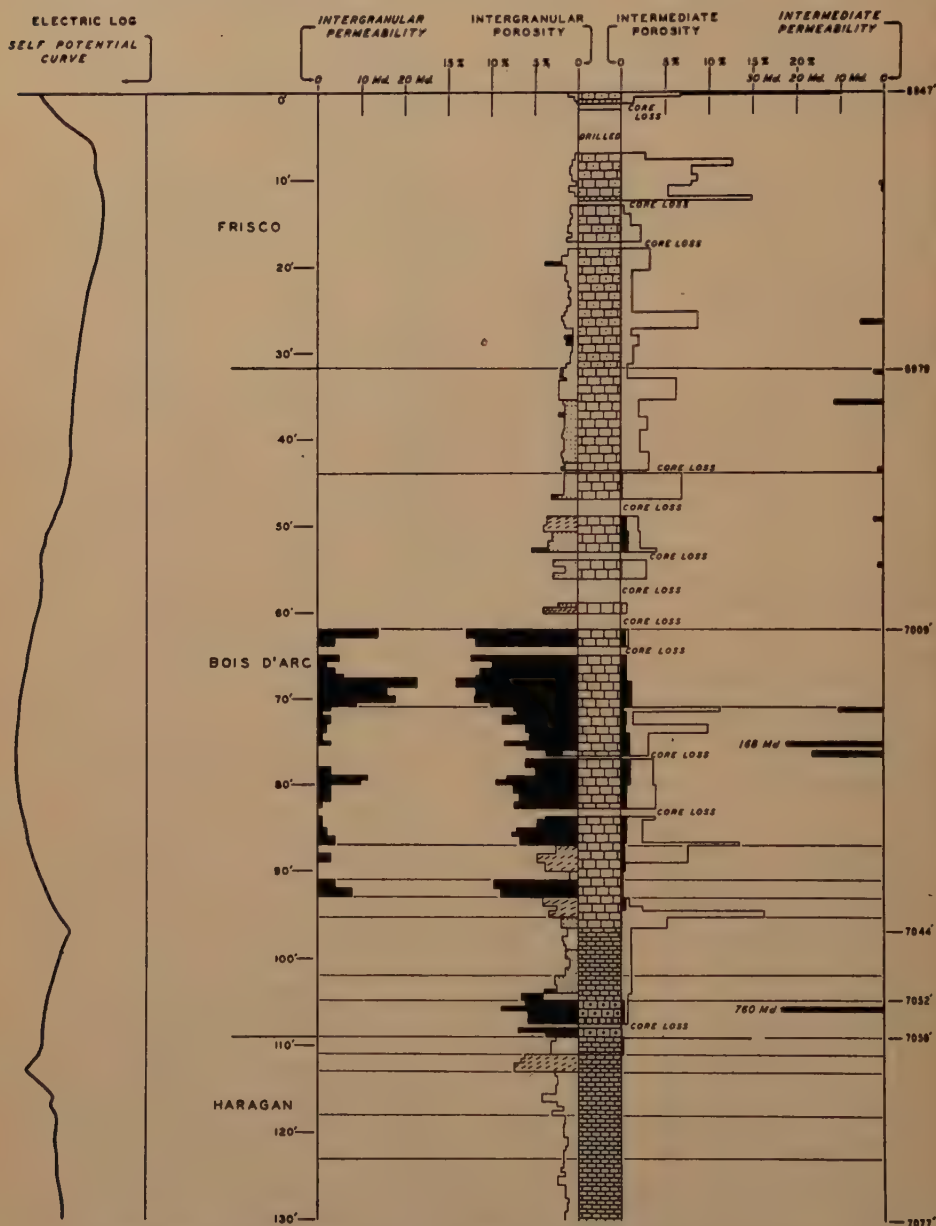 ELECTRIC LOG
SELF POTENTIAL
CURVE
INTERGRANULAR
PERMEABILITY
INTERGRANULAR
POROSITY
INTERMEDIATE
POROSITY
INTERMEDIATE
PERMEABILITY
0 10 Md. 20 Md.
15 % 10 % 5 % 0
0 5 % 10 % 15 % 20 %
30 Md. 20 Md. 10 Md. 0
0'
CORE
LOSS
6947'
DRILLED
10'
CORE LOSS
FRISCO
CORE LOSS
20'
30'
6979
40'
CORE LOSS
CORE LOSS
50'
CORE LOSS
CORE LOSS
60'
CORE LOSS
7009'
CORE LOSS
BOIS D'ARC
70'
168 Md
CORE LOSS
80'
CORE LOSS
90'
7044'
100'
7052'
760 Md
CORE LOSS
7056'
110'
HARAGAN
120'
130'
7077'